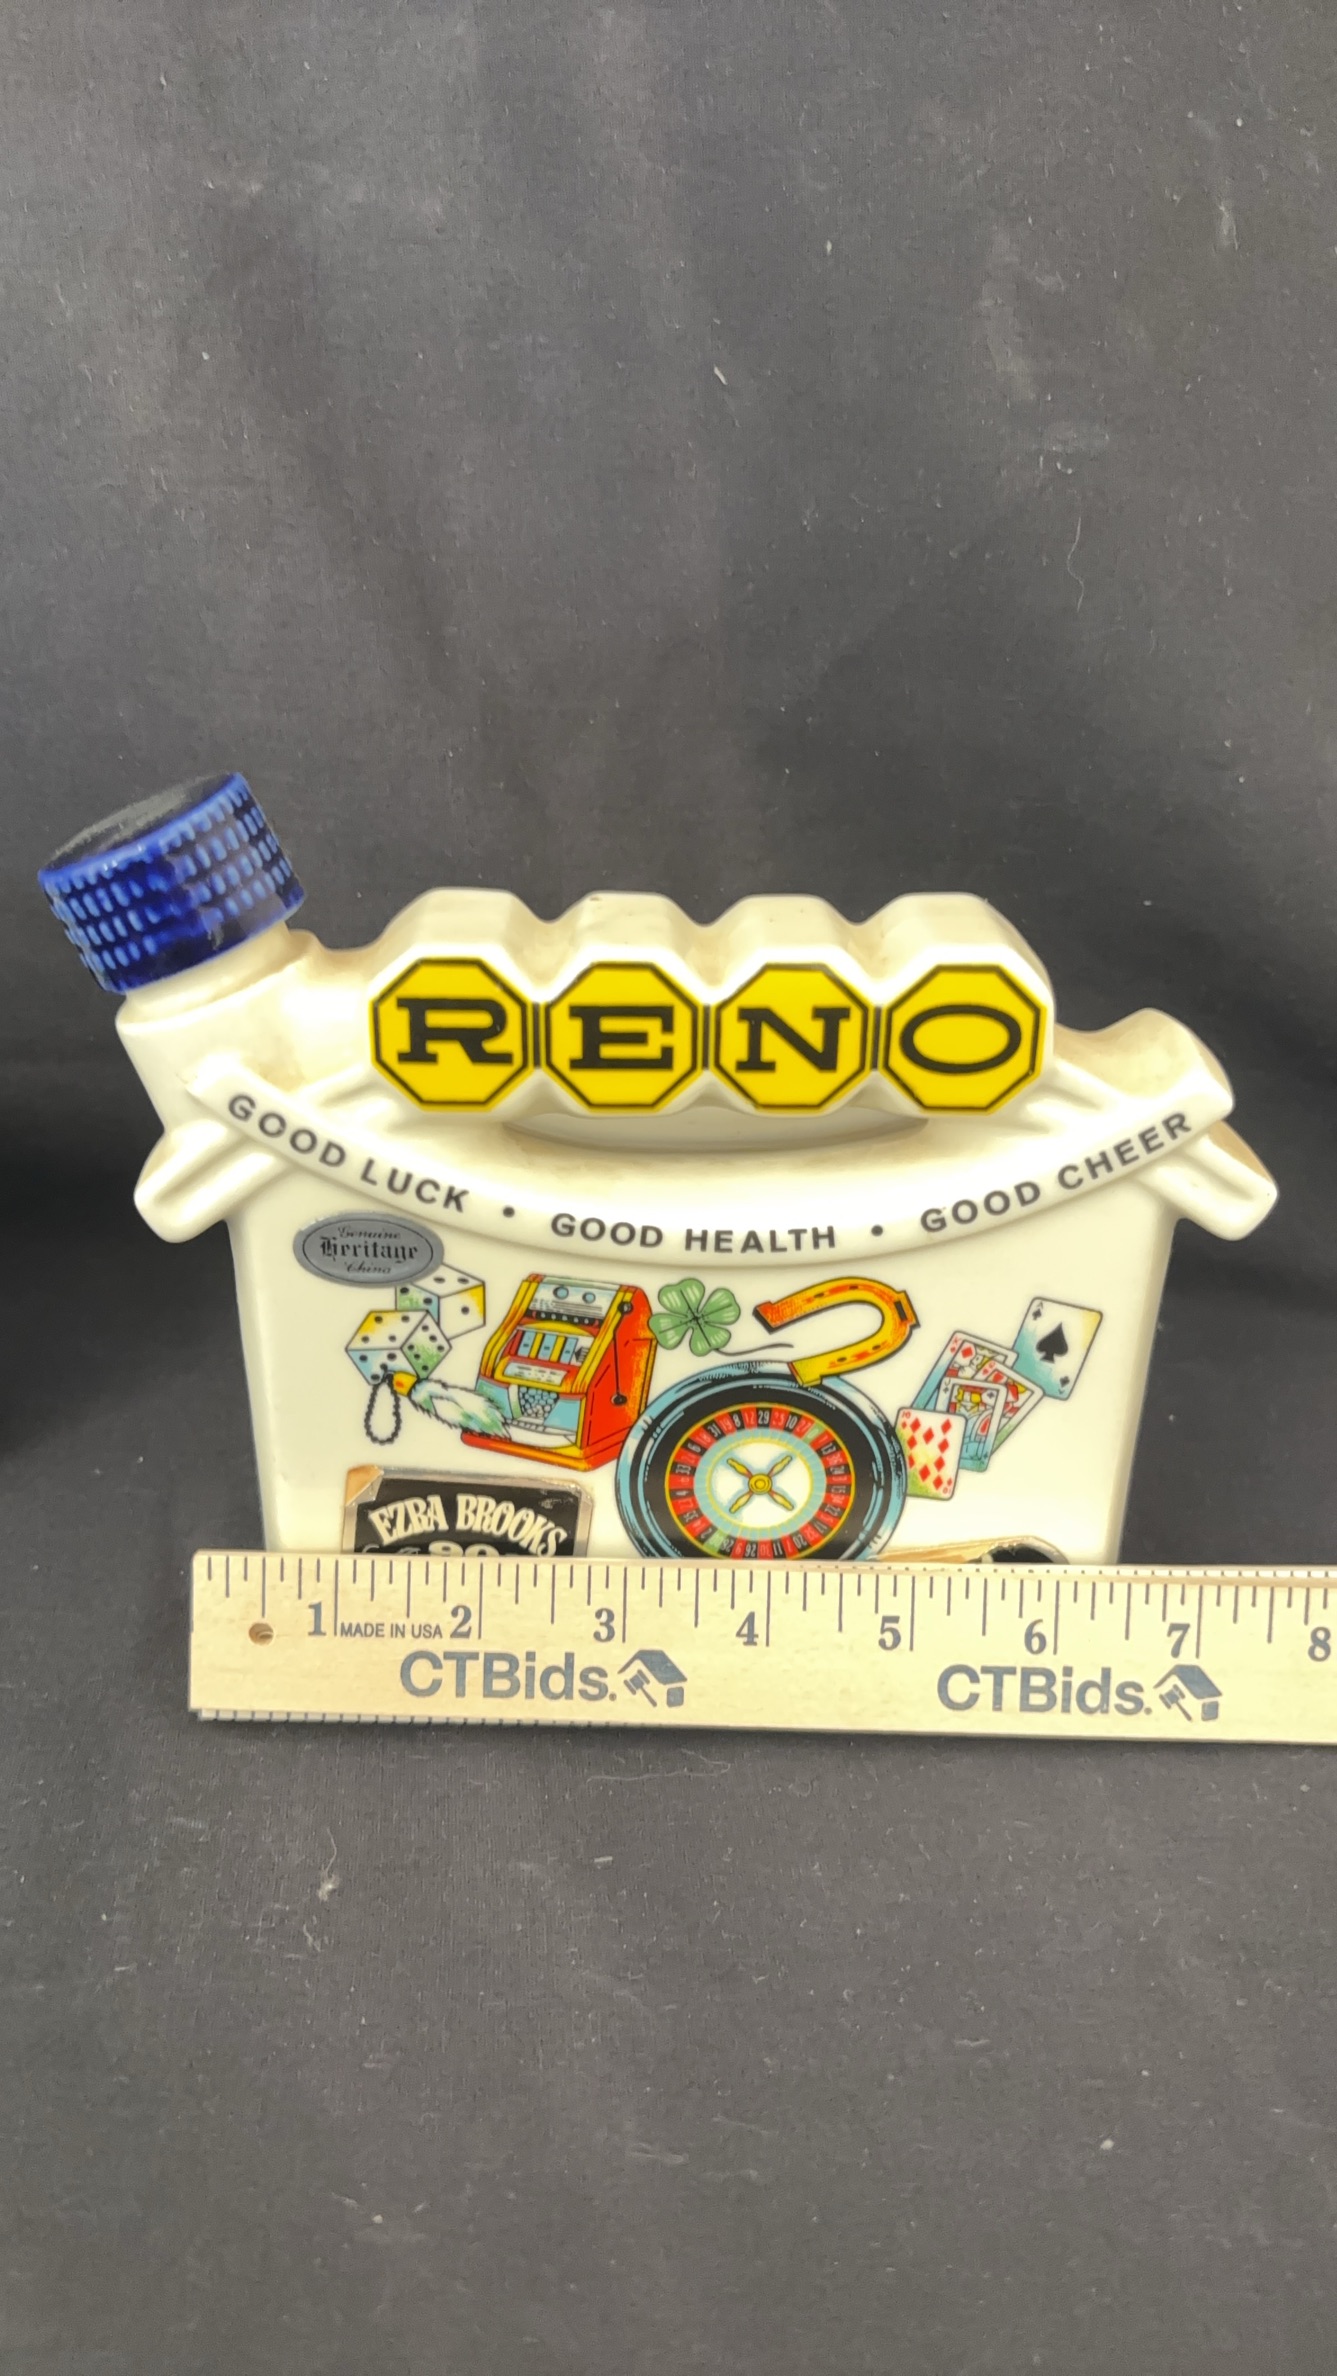 RENO
GOOD LUCK • GOOD HEALTH • GOOD CHEER
Genuine
Heritage
China
EZRA BROOKS
90
1 MADE IN USA 2 3 4 5 6 7 8
CTBids. CTBids.